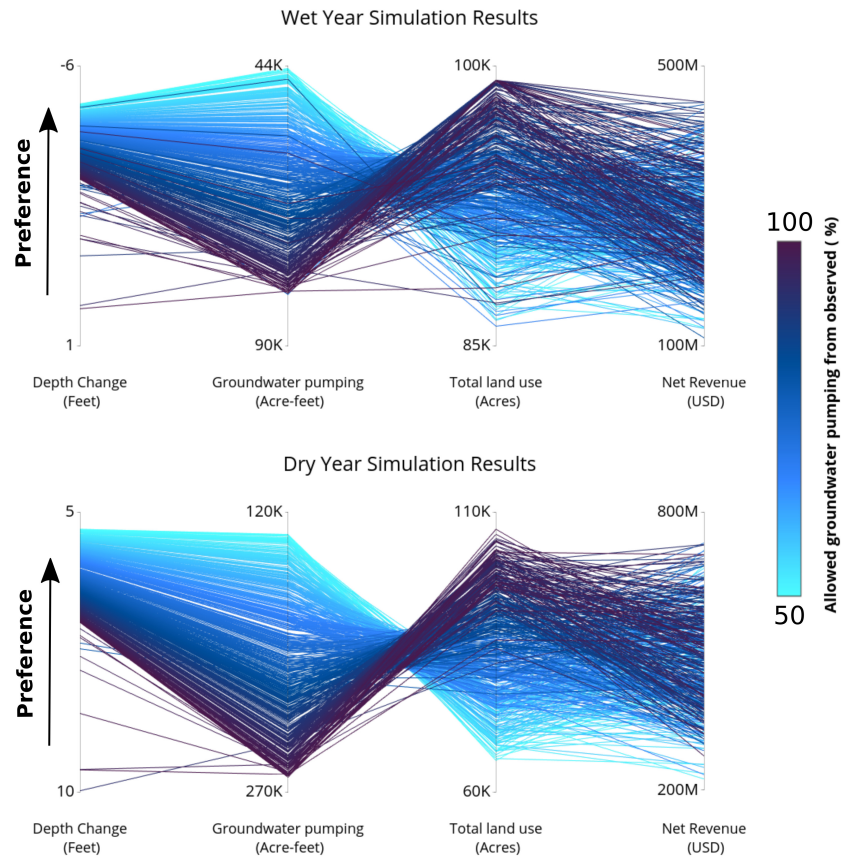 Wet Year Simulation Results
-6
44K
100K
500M
Preference
1
90K
85K
100M
Depth Change
(Feet)
Groundwater pumping
(Acre-feet)
Total land use
(Acres)
Net Revenue
(USD)
100
50
Allowed groundwater pumping from observed ( %)
Dry Year Simulation Results
5
120K
110K
800M
Preference
10
270K
60K
200M
Depth Change
(Feet)
Groundwater pumping
(Acre-feet)
Total land use
(Acres)
Net Revenue
(USD)